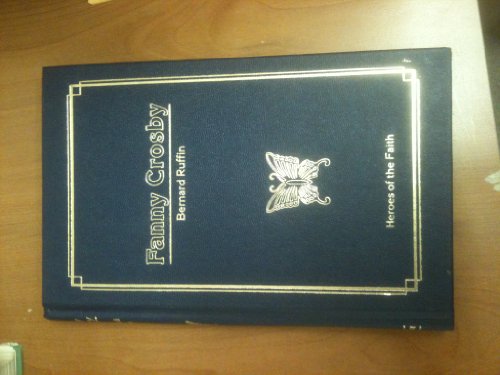 Fanny Crosby
Bernard Ruffin
Heroes of the Faith